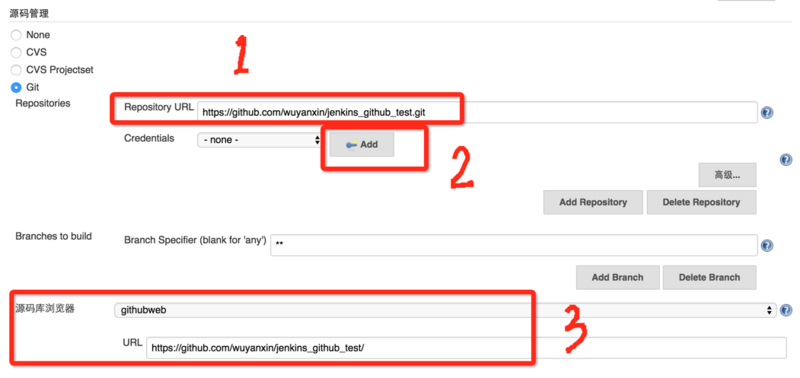 源码管理
None
CVS
CVS Projectset
Git
1
Repositories
Repository URL https://github.com/wuyanxin/jenkins_github_test.git
Credentials - none - Add
2
高级...
Add Repository Delete Repository
Branches to build Branch Specifier (blank for 'any') **
Add Branch Delete Branch
源码库浏览器 githubweb
3
URL https://github.com/wuyanxin/jenkins_github_test/